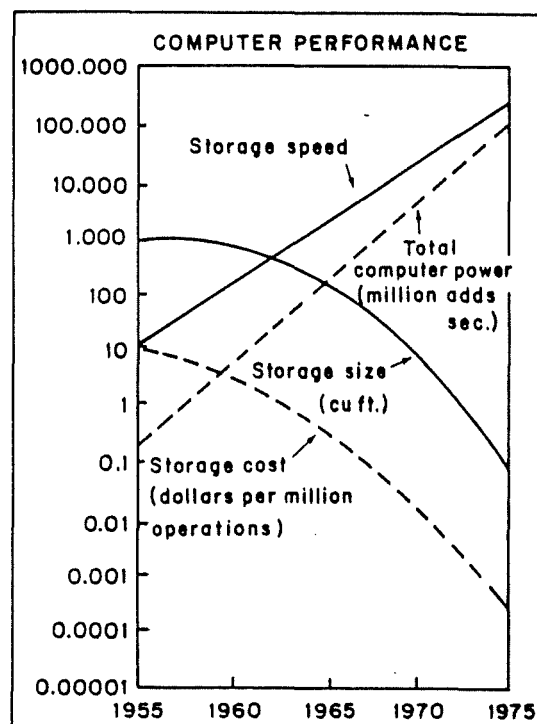 COMPUTER PERFORMANCE
1000.000
100.000
10.000
1.000
100
10
1
0.1
0.01
0.001
0.0001
0.00001
Storage speed
Total
computer power
(million adds
sec.)
Storage size
(cu ft.)
Storage cost
(dollars per million
operations)
1955
1960
1965
1970
1975